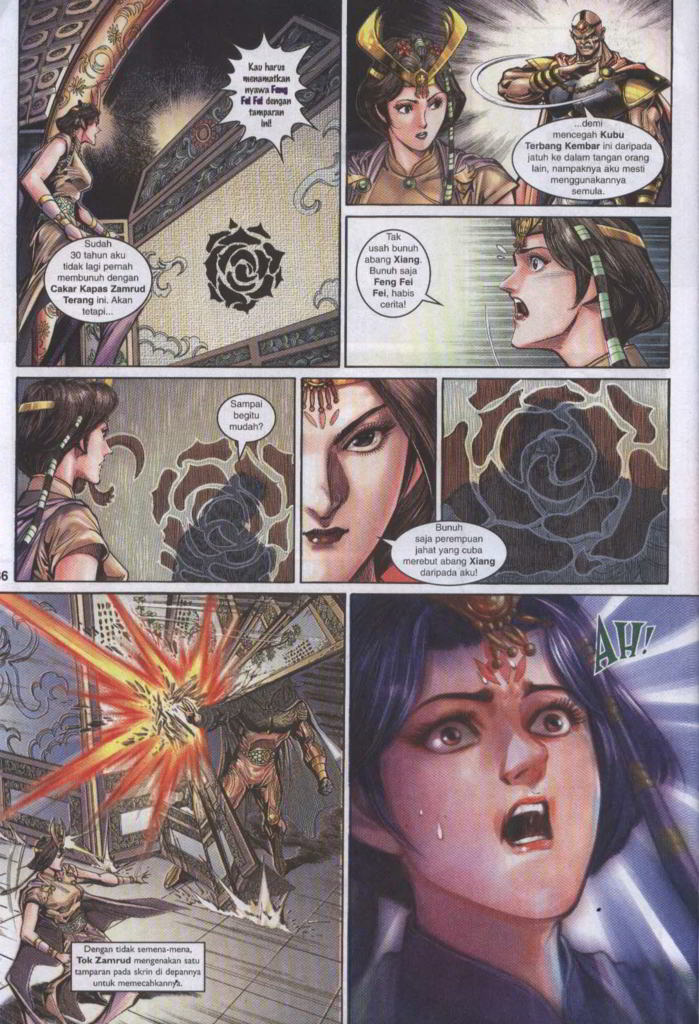 Kau harus
menamatkan
nyawa Feng
Fei Fei dengan
tamparan
ini!
Sudah
30 tahun aku
tidak lagi pernah
membunuh dengan
Cakar Kapas Zamrud
Terang ini. Akan
tetapi...
...demi
mencegah Kubu
Terbang Kembar ini daripada
jatuh ke dalam tangan orang
lain, nampaknya aku mesti
menggunakannya
semula.
Tak
usah bunuh
abang Xiang.
Bunuh saja
Feng Fei
Fei, habis
cerita!
Sampai
begitu
mudah?
Bunuh
saja perempuan
jahat yang cuba
merebut abang Xiang
daripada aku!
Dengan tidak semena-mena,
Tok Zamrud mengenakan satu
tamparan pada skrin di depannya
untuk memecahkannya.
AH!